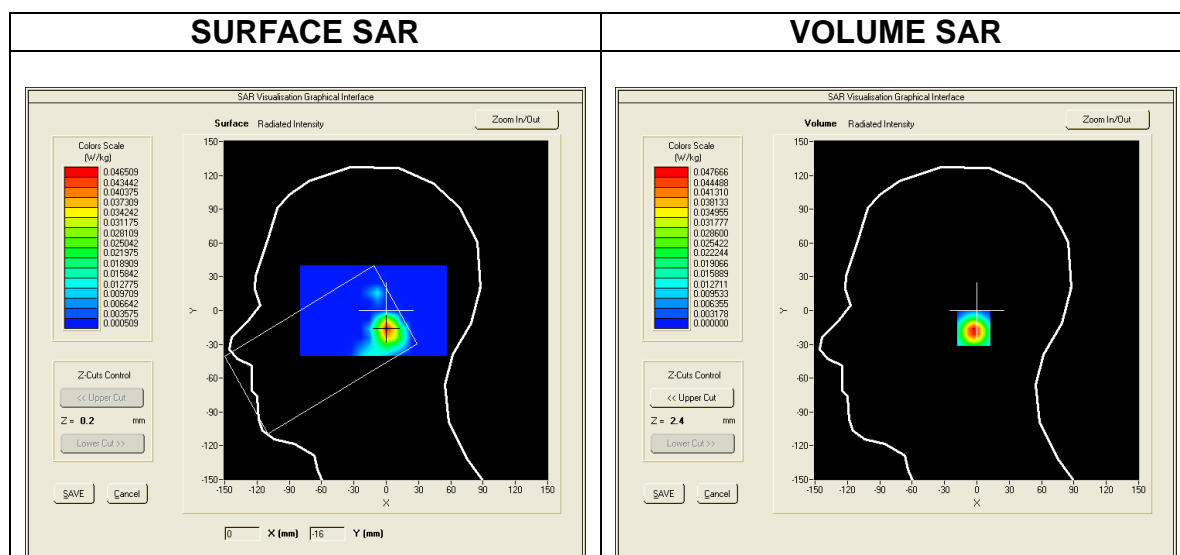 SURFACE SAR
SAR Visualisation Graphical Interface
Surface Radiated Intensity
Zoom In/Out
Colors Scale
(W/kg)
0.046509
0.043442
0.040375
0.037309
0.034242
0.031175
0.028109
0.025042
0.021975
0.018909
0.015842
0.012775
0.009709
0.006642
0.003575
0.000509
Z-Cuts Control
<< Upper Cut
Z = 0.2 mm
Lower Cut >>
SAVE Cancel
150
120
90
60
30
0
-30
-60
-90
-120
-150
Y
-150 -120 -90 -60 -30 0 30 60 90 120 150
X
0 X (mm) -16 Y (mm)
VOLUME SAR
SAR Visualisation Graphical Interface
Volume Radiated Intensity
Zoom In/Out
Colors Scale
(W/kg)
0.047666
0.044488
0.041310
0.038133
0.034955
0.031777
0.028600
0.025422
0.022244
0.019066
0.015889
0.012711
0.009533
0.006355
0.003178
0.000000
Z-Cuts Control
<< Upper Cut
Z = 2.4 mm
Lower Cut >>
SAVE Cancel
150
120
90
60
30
0
-30
-60
-90
-120
-150
Y
-150 -120 -90 -60 -30 0 30 60 90 120 150
X